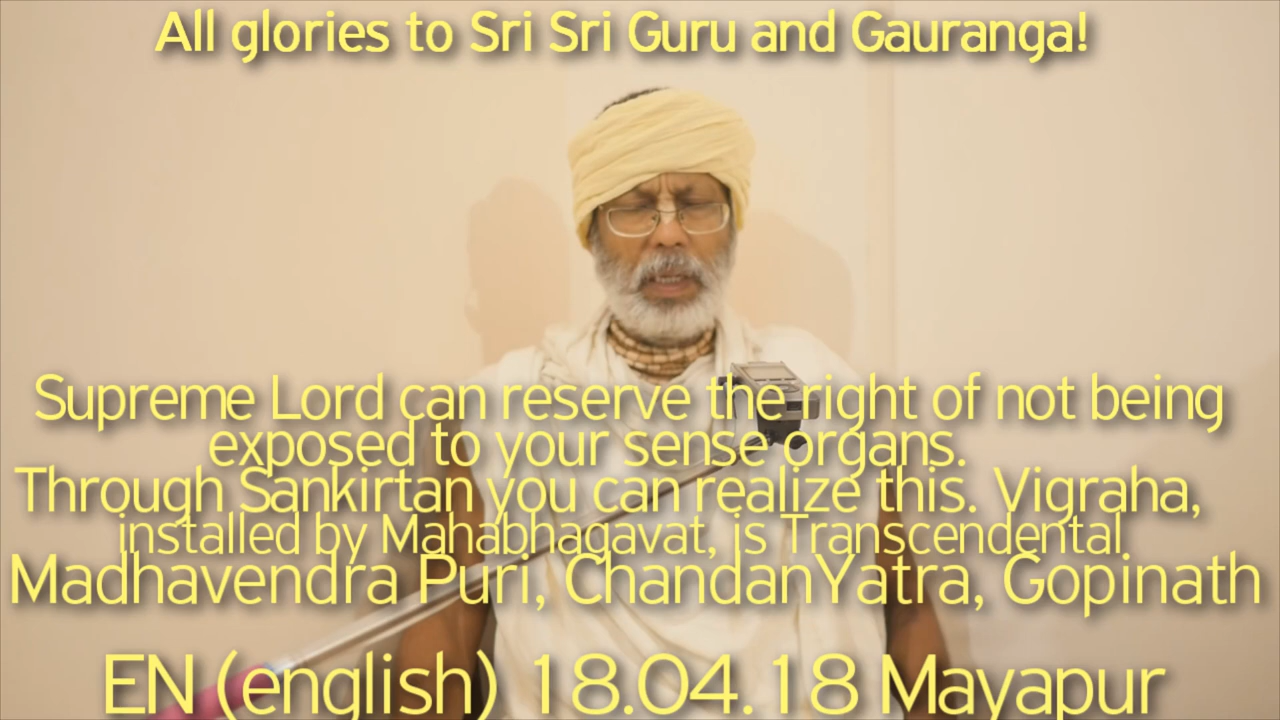 All glories to Sri Sri Guru and Gauranga!
Supreme Lord can reserve the right of not being
exposed to your sense organs.
Through Sankirtan you can realize this. Vigraha,
installed by Mahabhagavat, is Transcendental
Madhavendra Puri, ChandanYatra, Gopinath
EN (english) 18.04.18 Mayapur